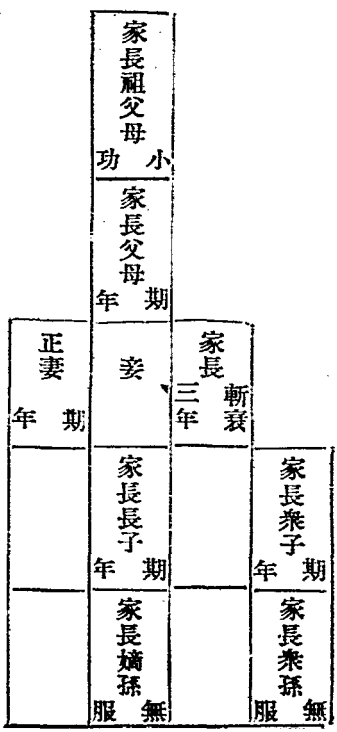 家長祖父母
小功
家長父母
期年
家長
斬衰三年
妾
正妻
期年
家長衆子
期年
家長長子
期年
家長衆孫
無服
家長嫡孫
無服